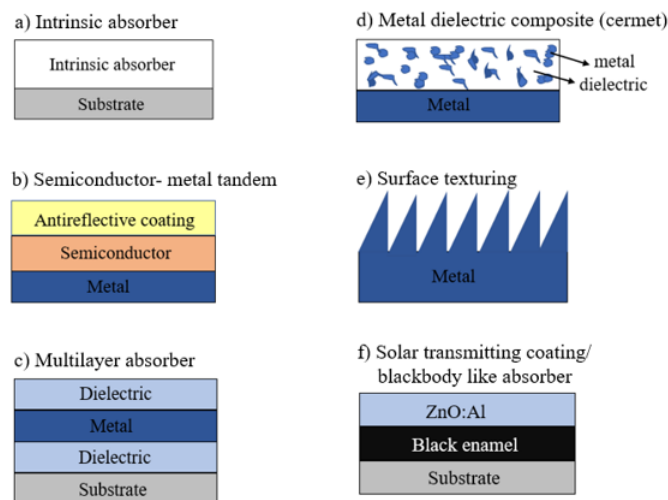 a) Intrinsic absorber
Intrinsic absorber
Substrate
b) Semiconductor- metal tandem
Antireflective coating
Semiconductor
Metal
c) Multilayer absorber
Dielectric
Metal
Dielectric
Substrate
d) Metal dielectric composite (cermet)
metal
dielectric
Metal
e) Surface texturing
Metal
f) Solar transmitting coating/
blackbody like absorber
ZnO:Al
Black enamel
Substrate